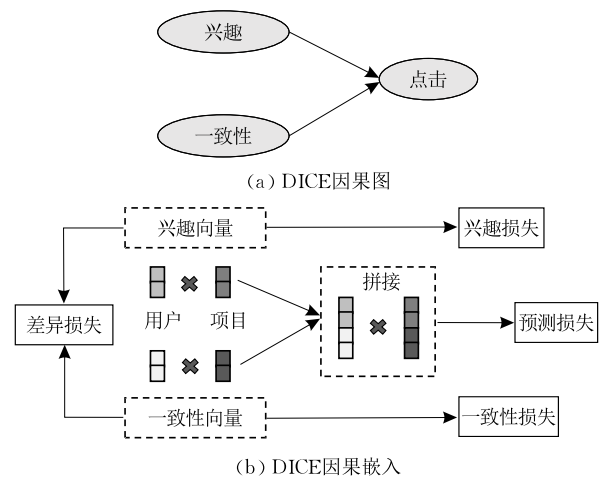 兴趣
点击
一致性
(a) DICE因果图
兴趣向量
兴趣损失
拼接
用户
项目
差异损失
预测损失
一致性向量
一致性损失
(b) DICE因果嵌入